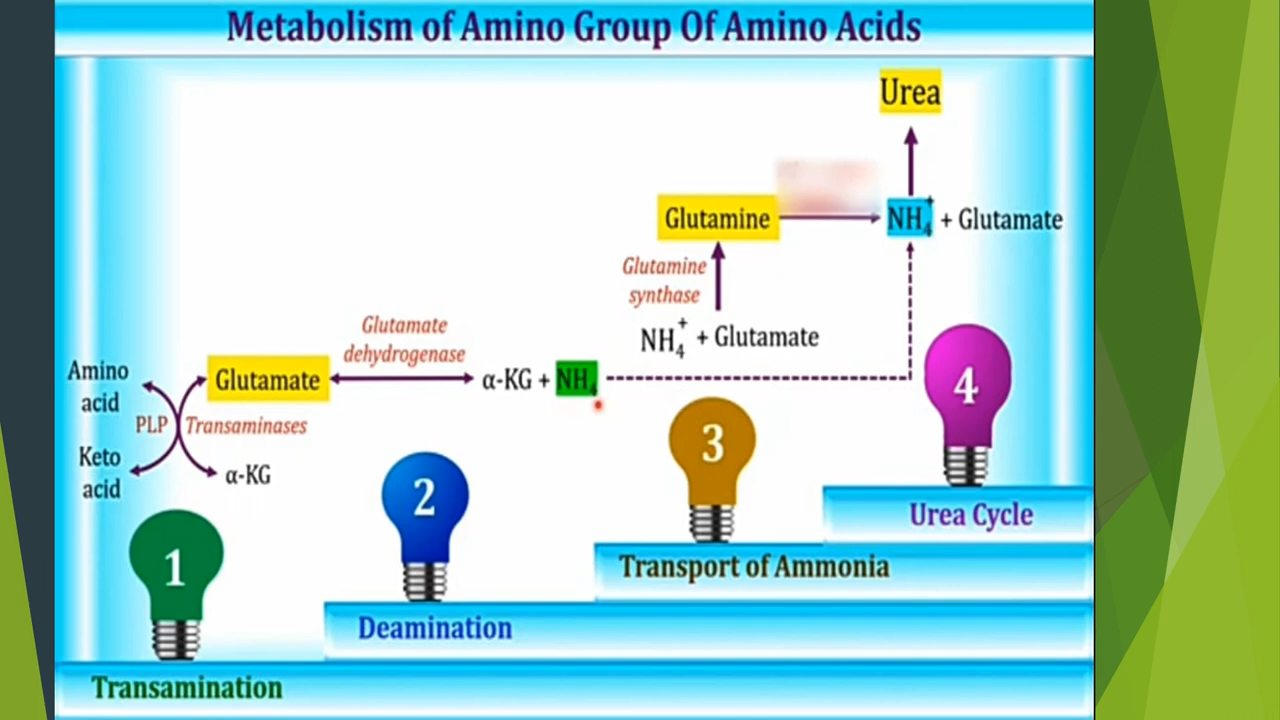 Metabolism of Amino Group Of Amino Acids
Urea
Glutamine
NH4+ + Glutamate
Glutamine
synthase
NH4+ + Glutamate
Glutamate
dehydrogenase
Amino
acid
Glutamate
α-KG + NH4
PLP
Transaminases
Keto
acid
α-KG
1
2
3
4
Urea Cycle
Transport of Ammonia
Deamination
Transamination